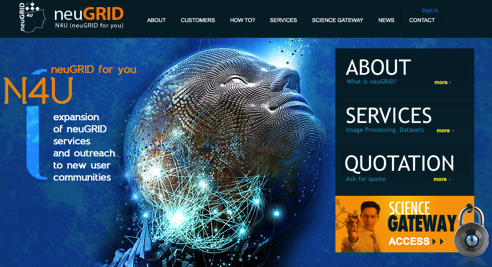 neuGRID
4U
neuGRID
N4U (neuGRID for you)
Sign In
ABOUT CUSTOMERS HOW TO? SERVICES SCIENCE GATEWAY NEWS CONTACT
neuGRID for you
N4U
expansion
of neuGRID
services
and outreach
to new user
communities
ABOUT
What is neuGRID?
more ›
SERVICES
Image Processing, Datasets
more ›
QUOTATION
Ask for quote
more ›
SCIENCE
GATEWAY
ACCESS